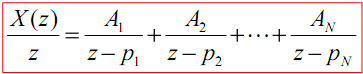 X(z)/z = A₁/(z − p₁) + A₂/(z − p₂) + ⋯ + A_N/(z − p_N)